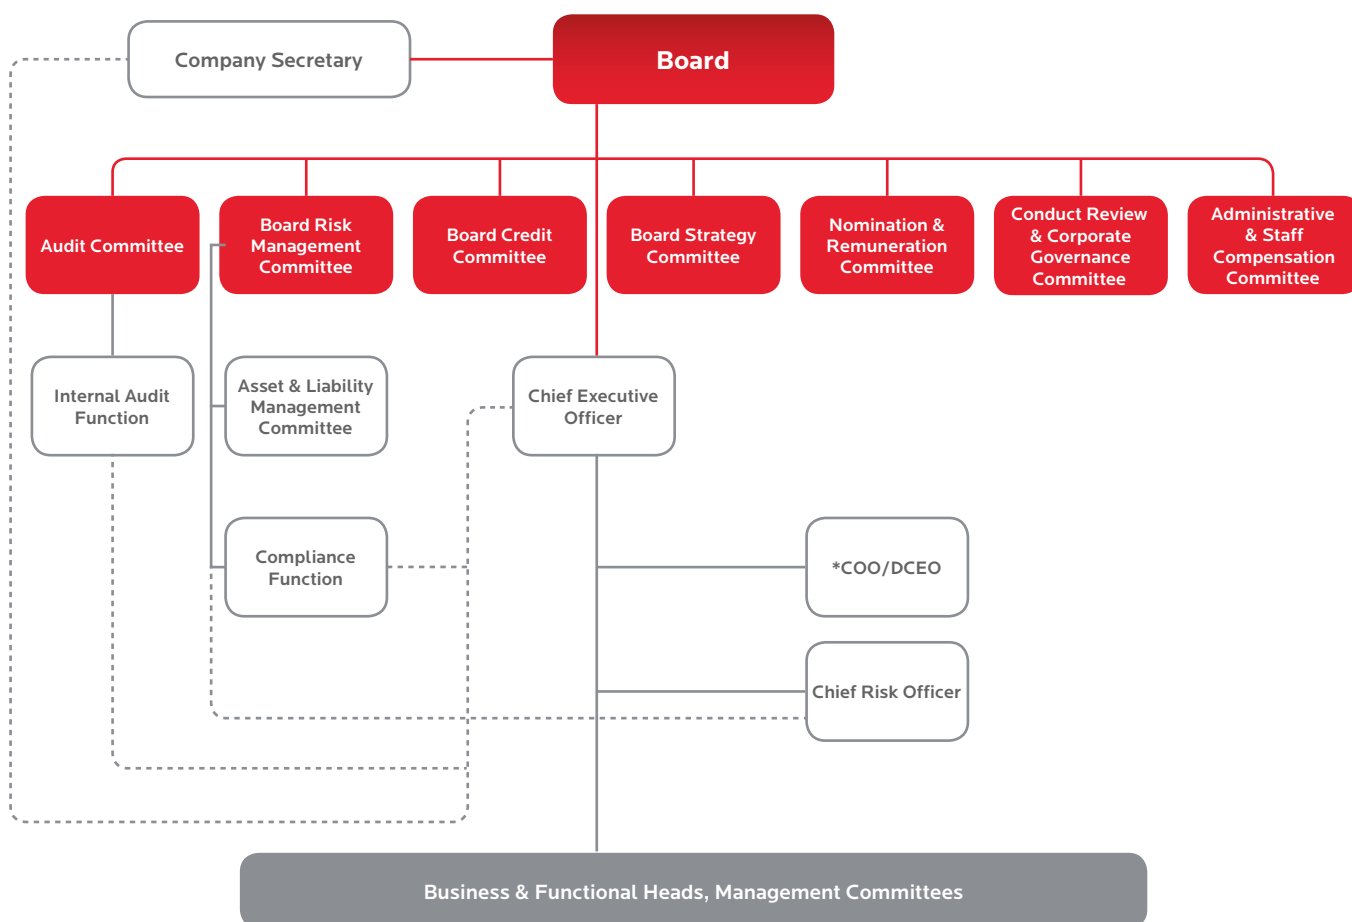 Company Secretary
Board
Audit Committee
Board Risk
Management
Committee
Board Credit
Committee
Board Strategy
Committee
Nomination &
Remuneration
Committee
Conduct Review
& Corporate
Governance
Committee
Administrative
& Staff
Compensation
Committee
Internal Audit
Function
Asset & Liability
Management
Committee
Chief Executive
Officer
Compliance
Function
*COO/DCEO
Chief Risk Officer
Business & Functional Heads, Management Committees